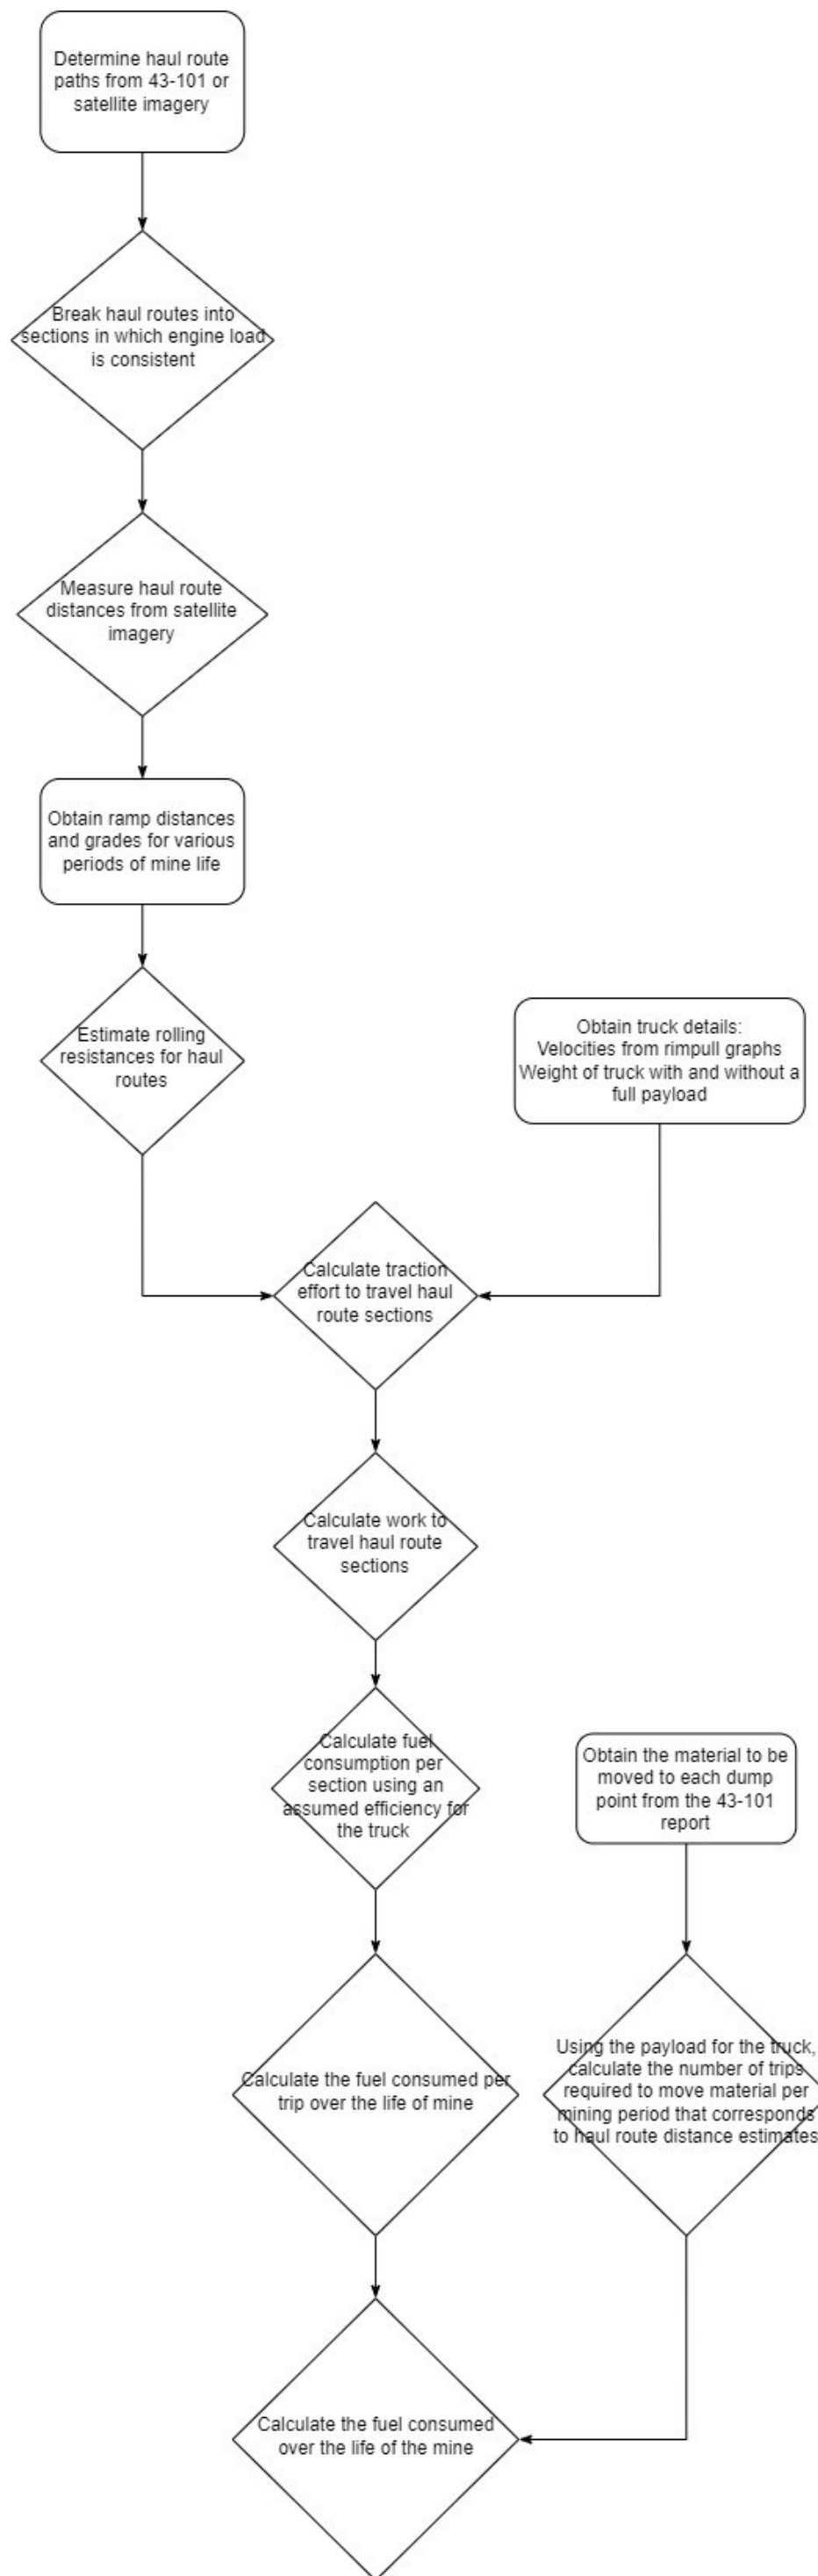 Determine haul route
paths from 43-101 or
satellite imagery
Break haul routes into
sections in which engine load
is consistent
Measure haul route
distances from satellite
imagery
Obtain ramp distances
and grades for various
periods of mine life
Estimate rolling
resistances for haul
routes
Obtain truck details:
Velocities from rimpull graphs
Weight of truck with and without a
full payload
Calculate traction
effort to travel haul
route sections
Calculate work to
travel haul route
sections
Calculate fuel
consumption per
section using an
assumed efficiency for
the truck
Obtain the material to be
moved to each dump
point from the 43-101
report
Calculate the fuel consumed per
trip over the life of mine
Using the payload for the truck,
calculate the number of trips
required to move material per
mining period that corresponds
to haul route distance estimates
Calculate the fuel consumed
over the life of the mine